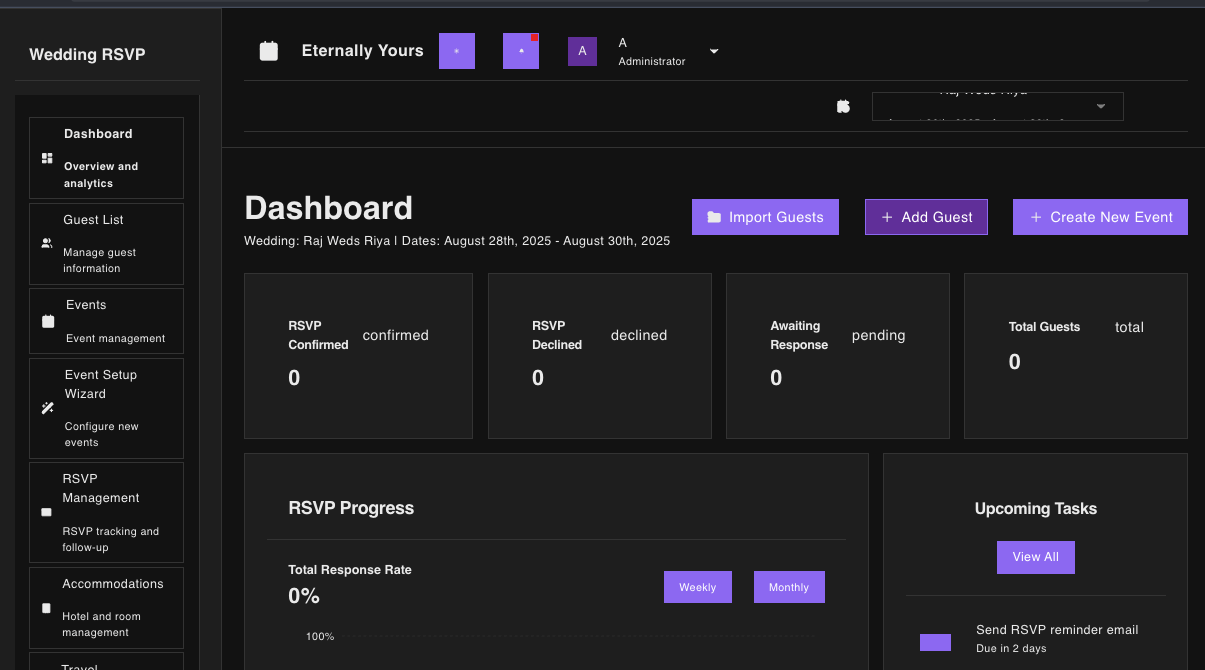 Wedding RSVP
Dashboard
Overview and
analytics
Guest List
Manage guest
information
Events
Event management
Event Setup
Wizard
Configure new
events
RSVP
Management
RSVP tracking and
follow-up
Accommodations
Hotel and room
management
Travel
Eternally Yours
A
A
Administrator
Raj Weds Riya
Dashboard
Wedding: Raj Weds Riya | Dates: August 28th, 2025 - August 30th, 2025
Import Guests
+ Add Guest
+ Create New Event
RSVP
Confirmed
confirmed
0
RSVP
Declined
declined
0
Awaiting
Response
pending
0
Total Guests
total
0
RSVP Progress
Total Response Rate
0%
Weekly
Monthly
100%
Upcoming Tasks
View All
Send RSVP reminder email
Due in 2 days